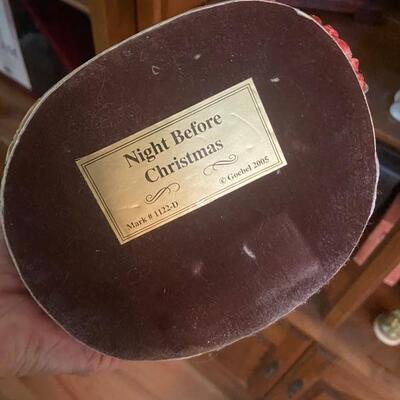 Night Before
Christmas
Mark # 1122-D
© Goebel 2005